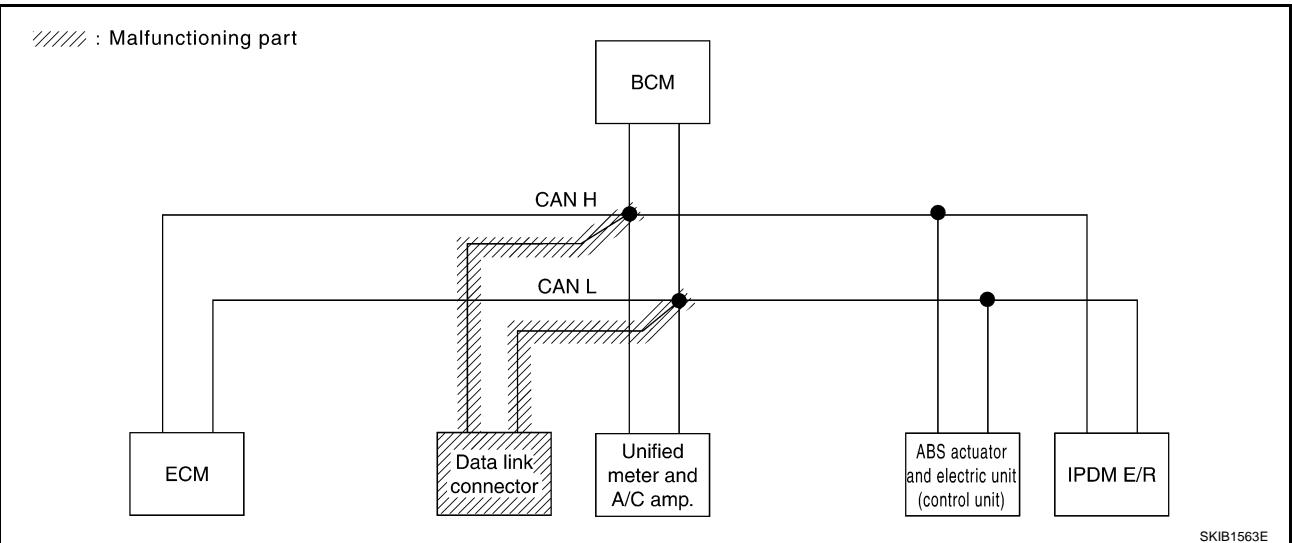 : Malfunctioning part
BCM
CAN H
CAN L
ECM
Data link
connector
Unified
meter and
A/C amp.
ABS actuator
and electric unit
(control unit)
IPDM E/R
SKIB1563E